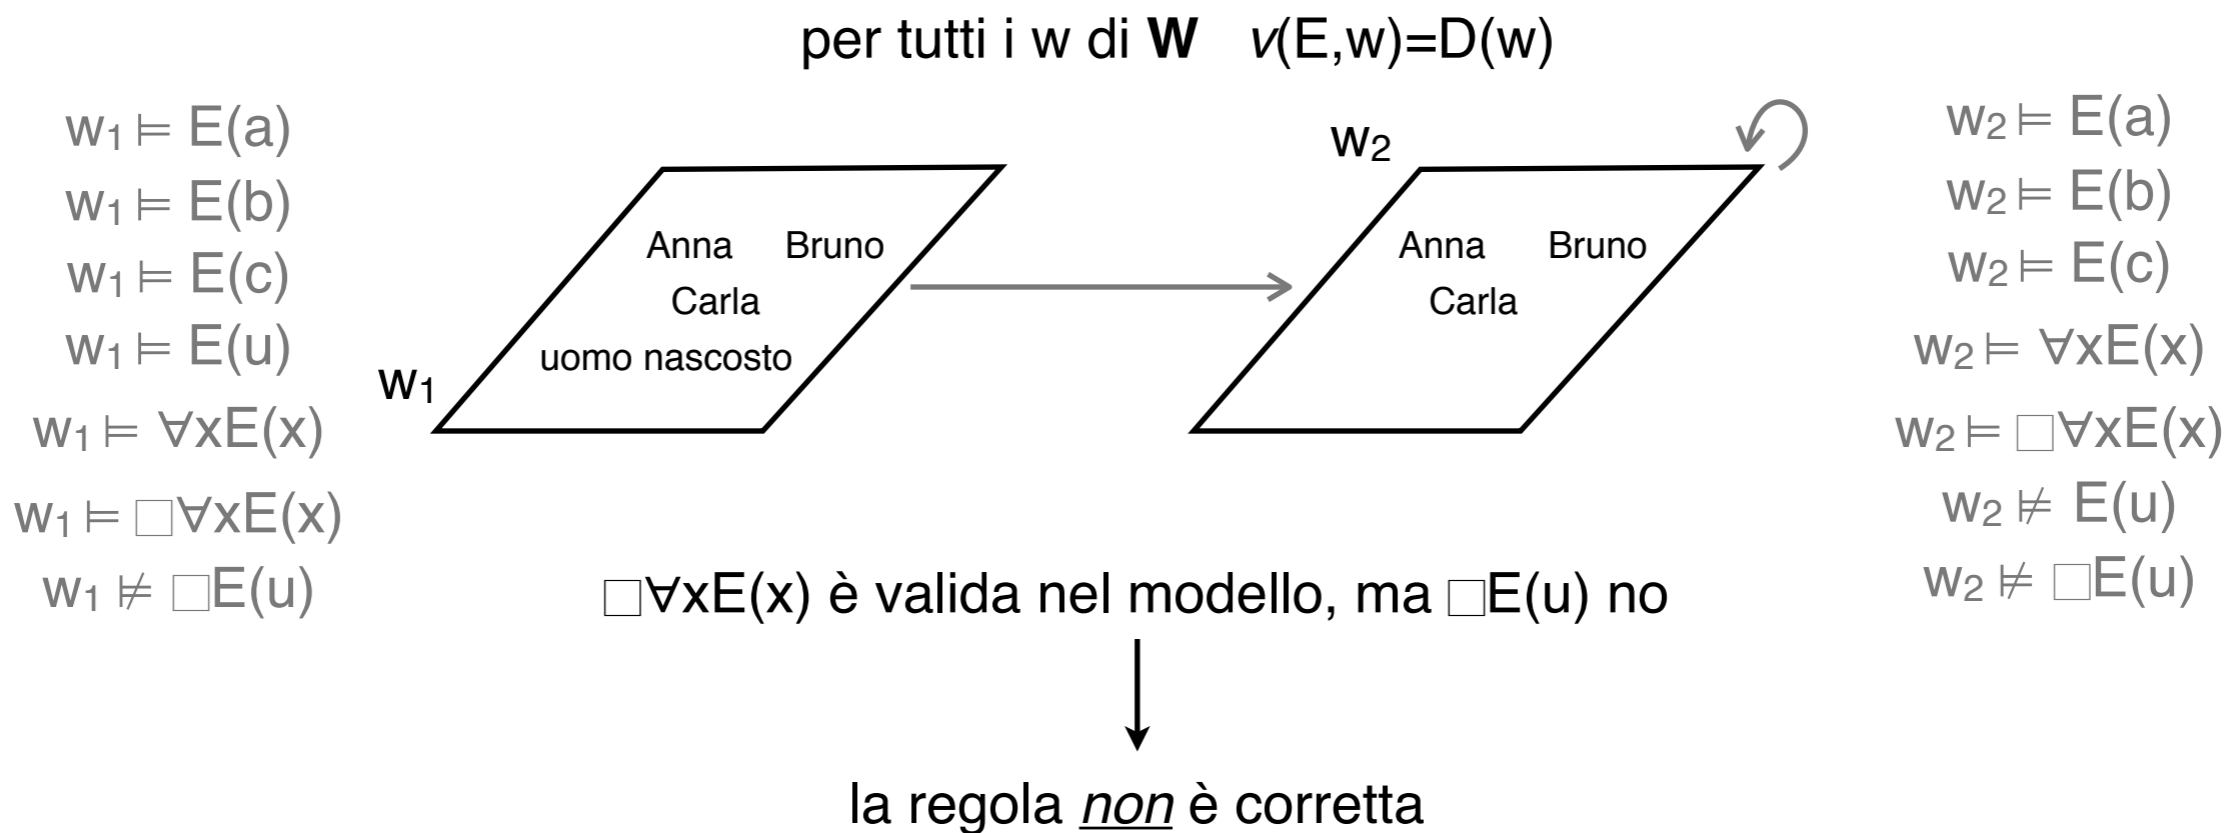 per tutti i w di W v(E,w)=D(w)
w₁ ⊨ E(a)
w₁ ⊨ E(b)
w₁ ⊨ E(c)
w₁ ⊨ E(u)
w₁ ⊨ ∀xE(x)
w₁ ⊨ □∀xE(x)
w₁ ⊭ □E(u)
w₁
Anna Bruno
Carla
uomo nascosto
w₂
Anna Bruno
Carla
w₂ ⊨ E(a)
w₂ ⊨ E(b)
w₂ ⊨ E(c)
w₂ ⊨ ∀xE(x)
w₂ ⊨ □∀xE(x)
w₂ ⊭ E(u)
w₂ ⊭ □E(u)
□∀xE(x) è valida nel modello, ma □E(u) no
la regola non è corretta